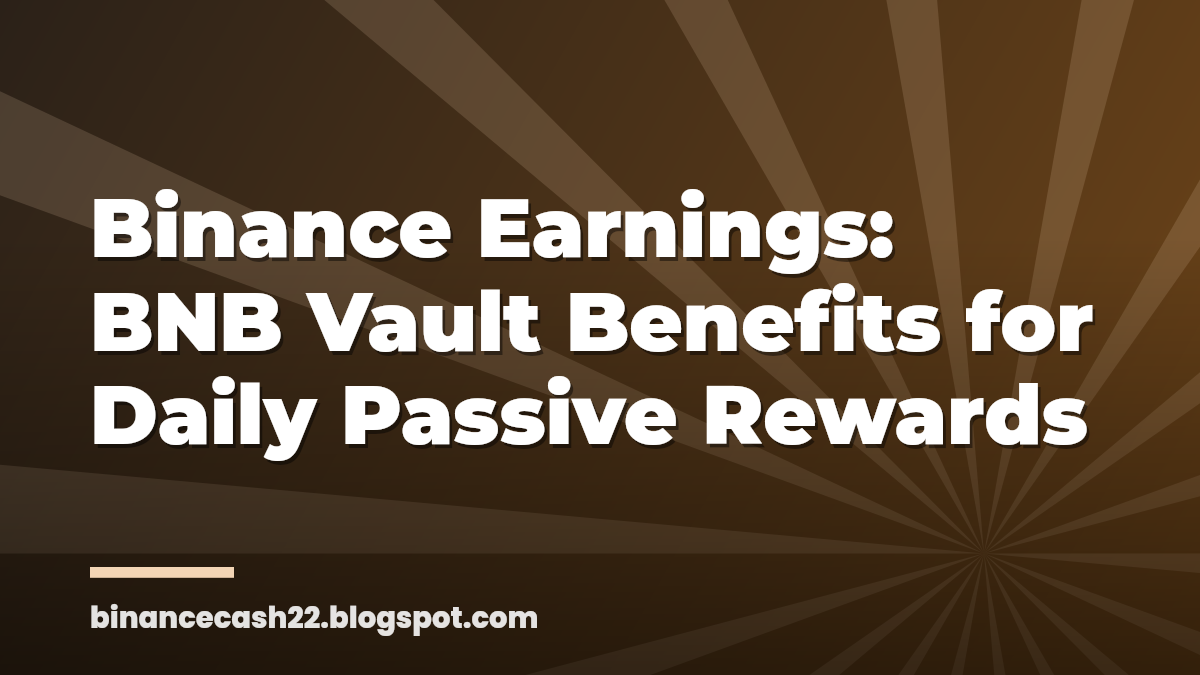 Binance Earnings:
BNB Vault Benefits for
Daily Passive Rewards
binancecash22.blogspot.com